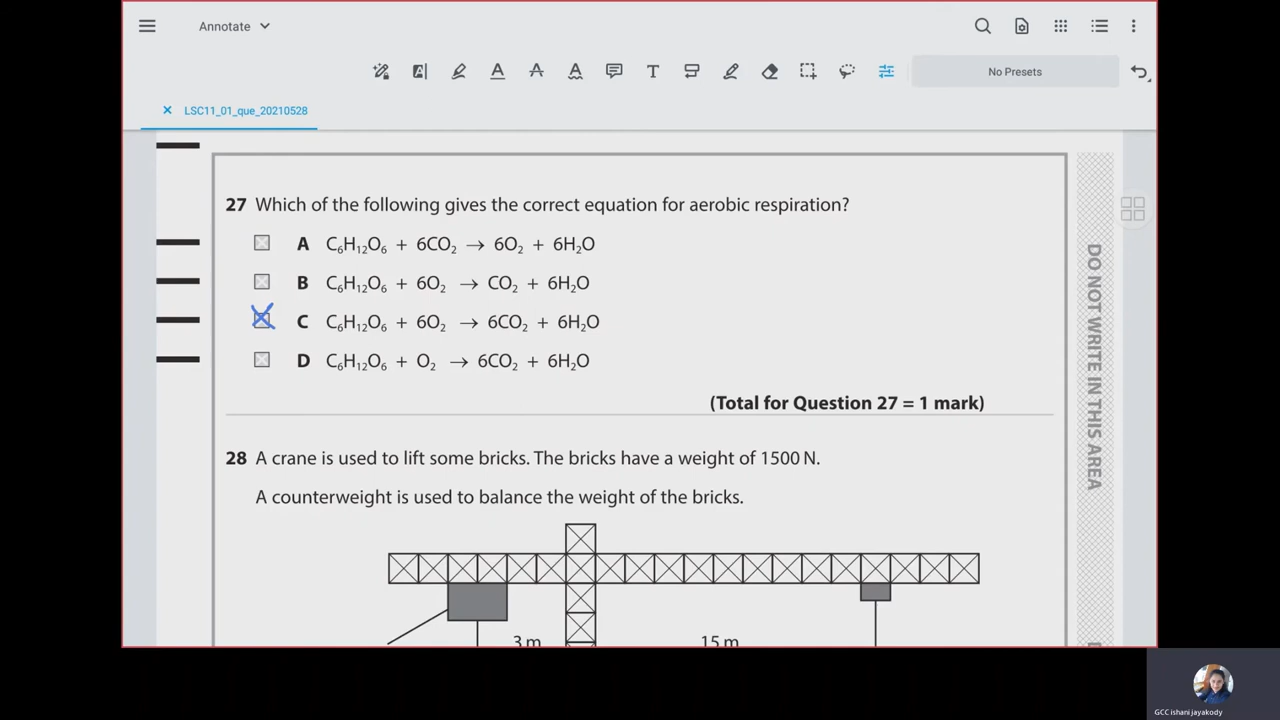 Annotate
No Presets
LSC11_01_que_20210528
27 Which of the following gives the correct equation for aerobic respiration?
A C₆H₁₂O₆ + 6CO₂ → 6O₂ + 6H₂O
B C₆H₁₂O₆ + 6O₂ → CO₂ + 6H₂O
C C₆H₁₂O₆ + 6O₂ → 6CO₂ + 6H₂O
D C₆H₁₂O₆ + O₂ → 6CO₂ + 6H₂O
(Total for Question 27 = 1 mark)
28 A crane is used to lift some bricks. The bricks have a weight of 1500 N.
A counterweight is used to balance the weight of the bricks.
3 m 15 m
DO NOT WRITE IN THIS AREA
GCC ishani jayakody